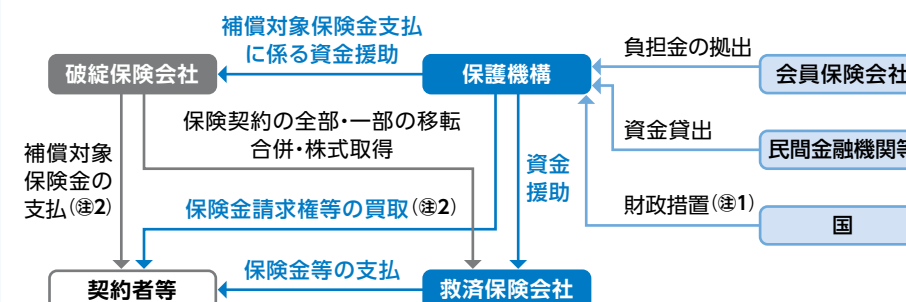 補償対象保険金支払
に係る資金援助
破綻保険会社
保護機構
負担金の拠出
会員保険会社
保険契約の全部・一部の移転
合併・株式取得
資金貸出
民間金融機関等
補償対象
保険金の
支払(注2)
資金
援助
保険金請求権等の買取(注2)
財政措置(注1)
国
保険金等の支払
契約者等
救済保険会社